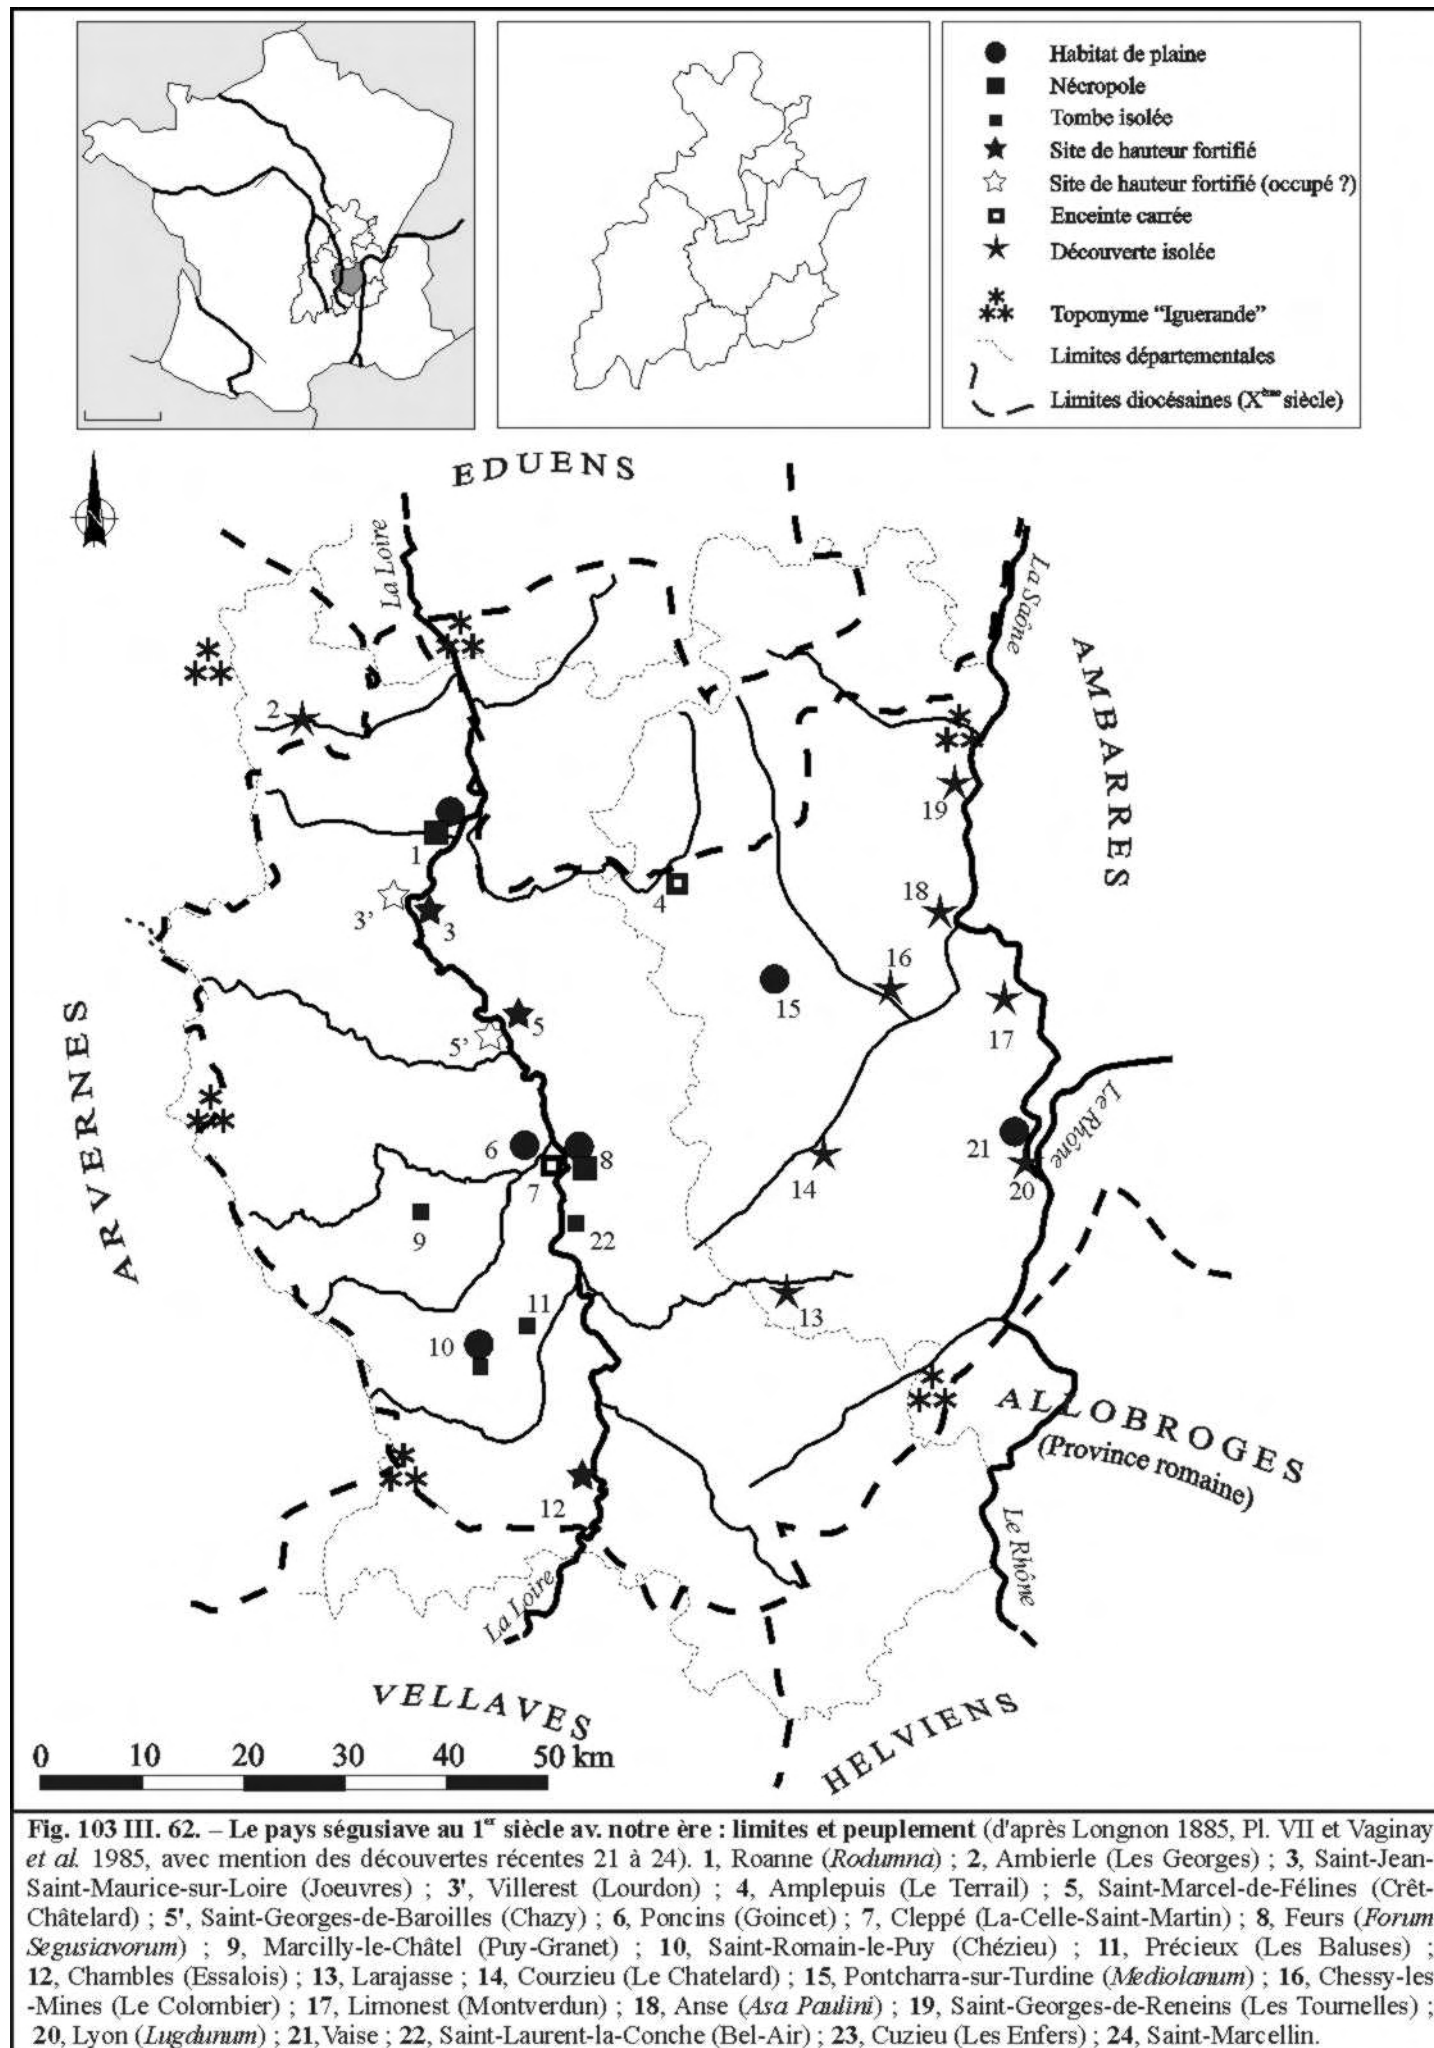 Habitat de plaine
Nécropole
Tombe isolée
Site de hauteur fortifié
Site de hauteur fortifié (occupé ?)
Enceinte carrée
Découverte isolée
Toponyme “Iguerande”
Limites départementales
Limites diocésaines (Xème siècle)
N
EDUENS
La Loire
La Saône
AMBARRES
2
19
1
4
18
3'
3
16
15
5
5'
17
ARVERNES
Le Rhône
6
8
21
7
14
20
9
22
11
13
10
ALLOBROGES
(Province romaine)
12
La Loire
Le Rhône
VELLAVES
HELVIENS
0 10 20 30 50 km
Fig. 103 III. 62. – Le pays ségusiave au 1er siècle av. notre ère : limites et peuplement (d'après Longnon 1885, Pl. VII et Vaginay
et al. 1985, avec mention des découvertes récentes 21 à 24). 1, Roanne (Rodumna) ; 2, Ambierle (Les Georges) ; 3, Saint-Jean-
Saint-Maurice-sur-Loire (Joeuvres) ; 3', Villerest (Lourdon) ; 4, Amplepuis (Le Terrail) ; 5, Saint-Marcel-de-Félines (Crêt-
Châtelard) ; 5', Saint-Georges-de-Baroilles (Chazy) ; 6, Poncins (Goincet) ; 7, Cleppé (La-Celle-Saint-Martin) ; 8, Feurs (Forum
Segusiavorum) ; 9, Marcilly-le-Châtel (Puy-Granet) ; 10, Saint-Romain-le-Puy (Chézieu) ; 11, Précieux (Les Baluses) ;
12, Chambles (Essalois) ; 13, Larajasse ; 14, Courzieu (Le Chatelard) ; 15, Pontcharra-sur-Turdine (Mediolanum) ; 16, Chessy-les
-Mines (Le Colombier) ; 17, Limonest (Montverdun) ; 18, Anse (Asa Paulini) ; 19, Saint-Georges-de-Reneins (Les Tournelles) ;
20, Lyon (Lugdunum) ; 21, Vaise ; 22, Saint-Laurent-la-Conche (Bel-Air) ; 23, Cuzieu (Les Enfers) ; 24, Saint-Marcellin.